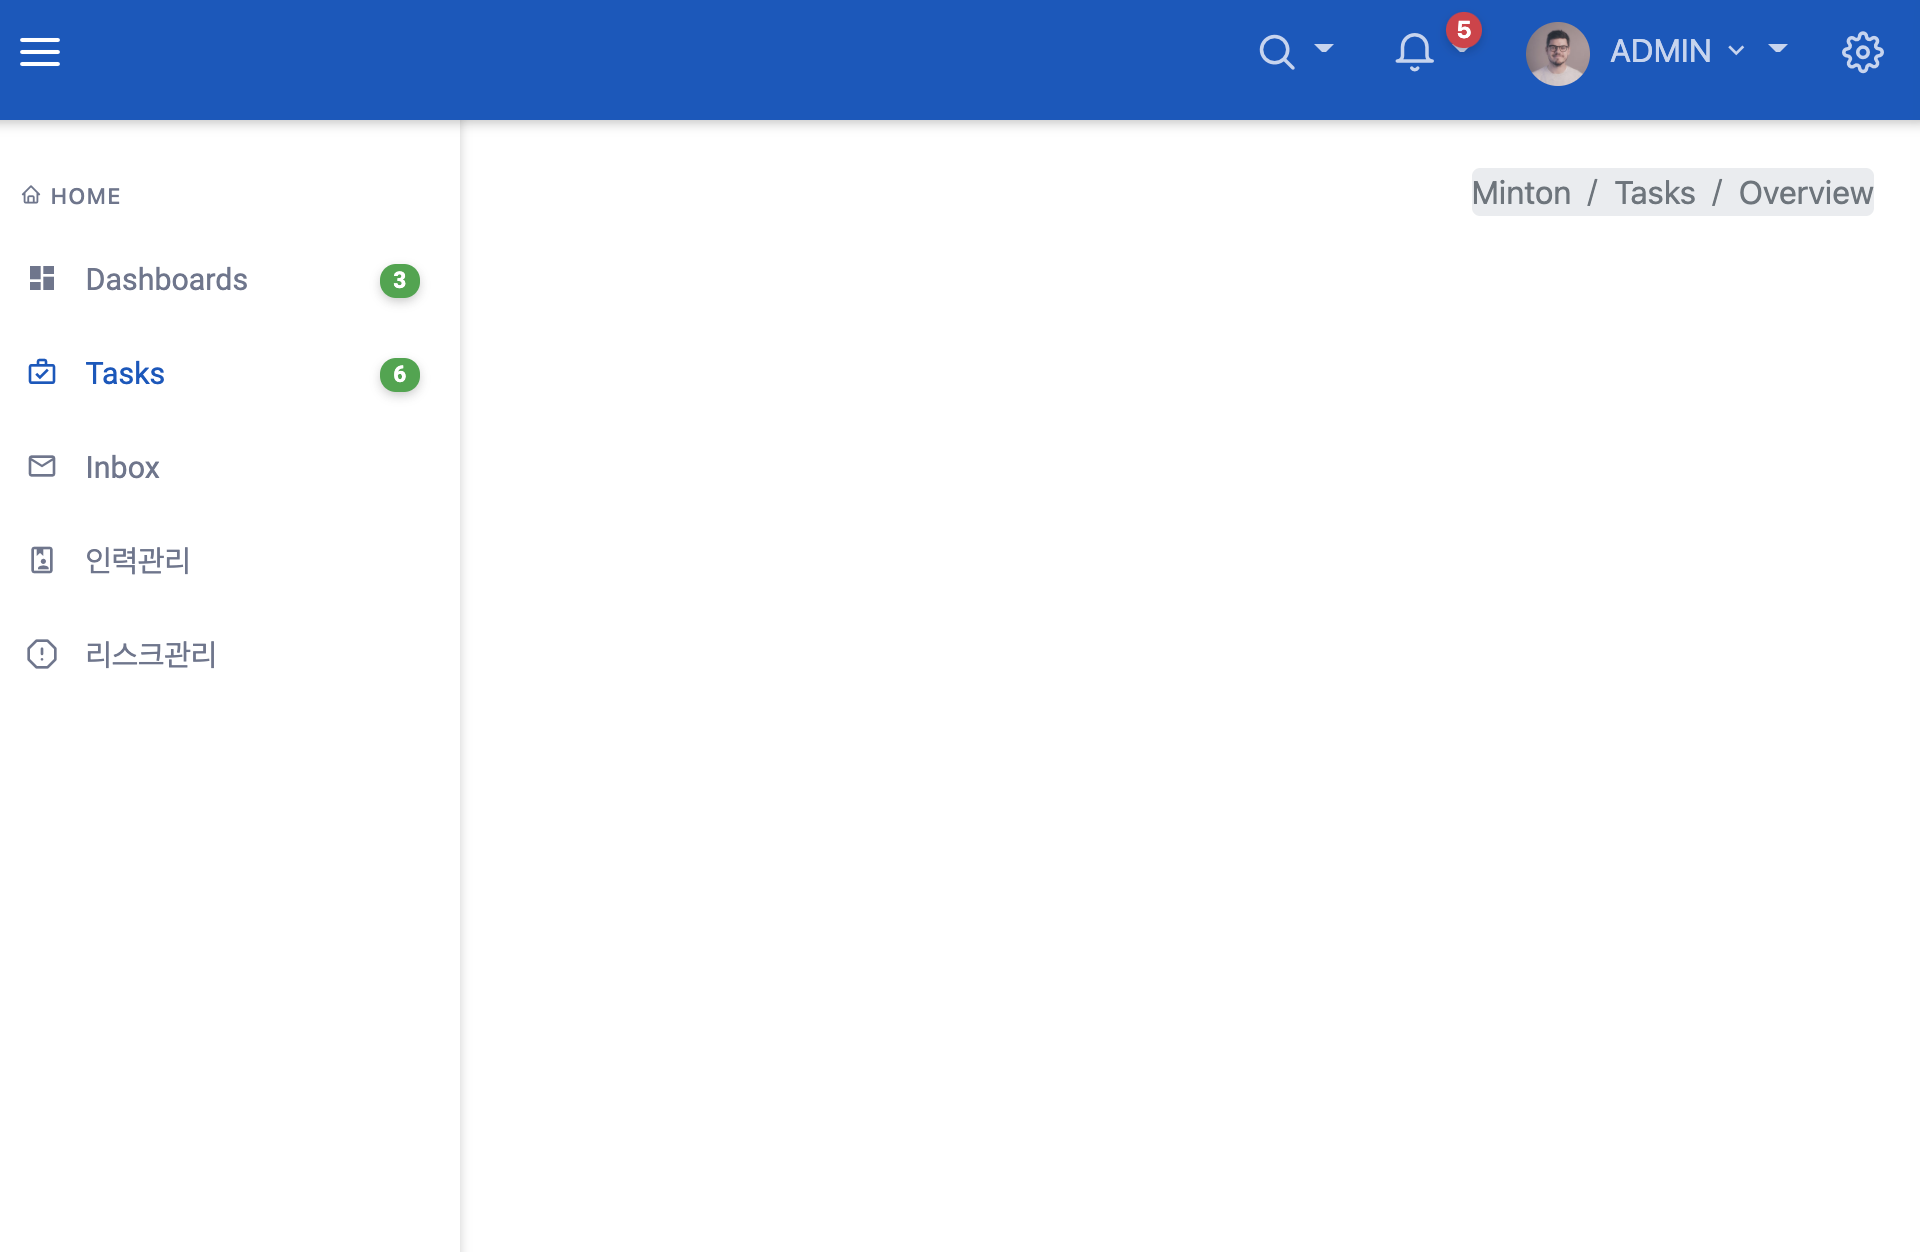 5
ADMIN
HOME
Minton / Tasks / Overview
Dashboards 3
Tasks 6
Inbox
인력관리
리스크관리